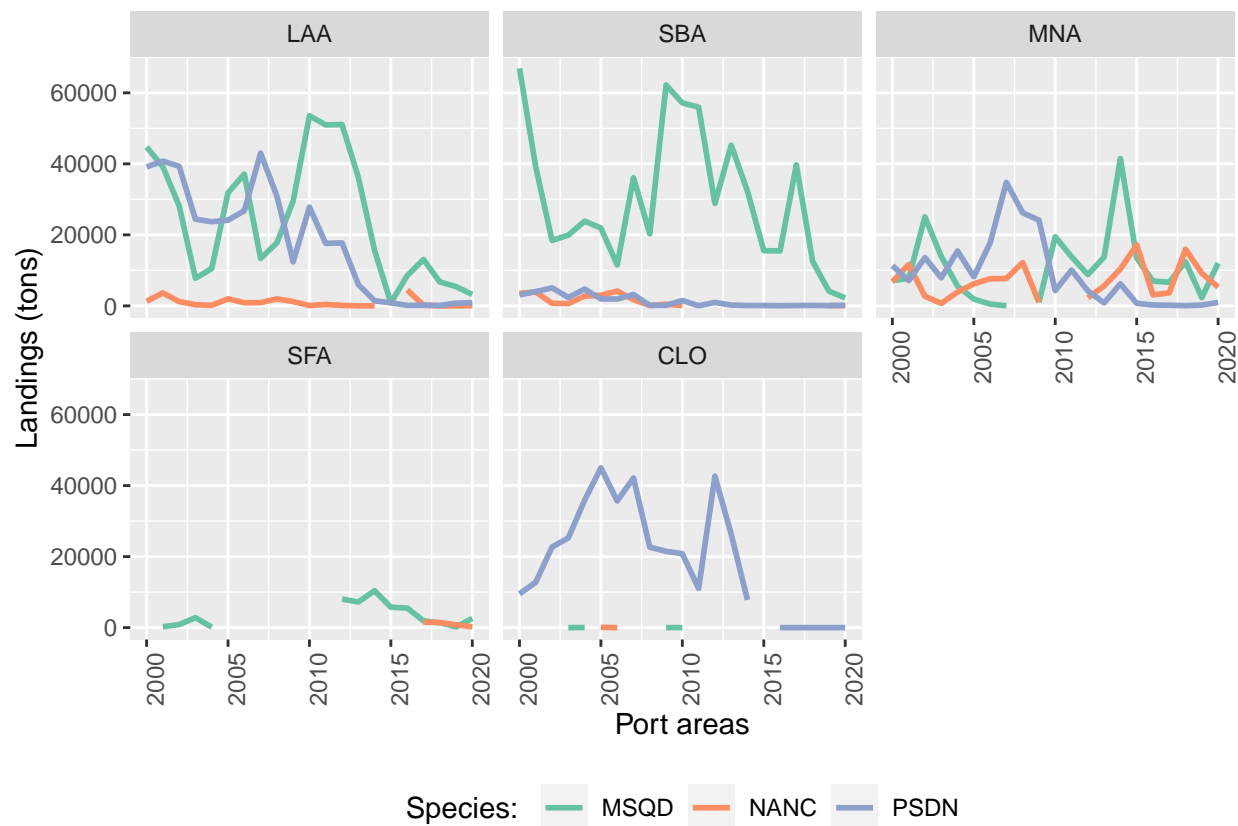 LAA SBA MNA
60000
40000
20000
0
Landings (tons)
2000 2005 2010 2015 2020
SFA CLO
60000
40000
20000
0
2000 2005 2010 2015 2020 2000 2005 2010 2015 2020
Port areas
Species: MSQD NANC PSDN